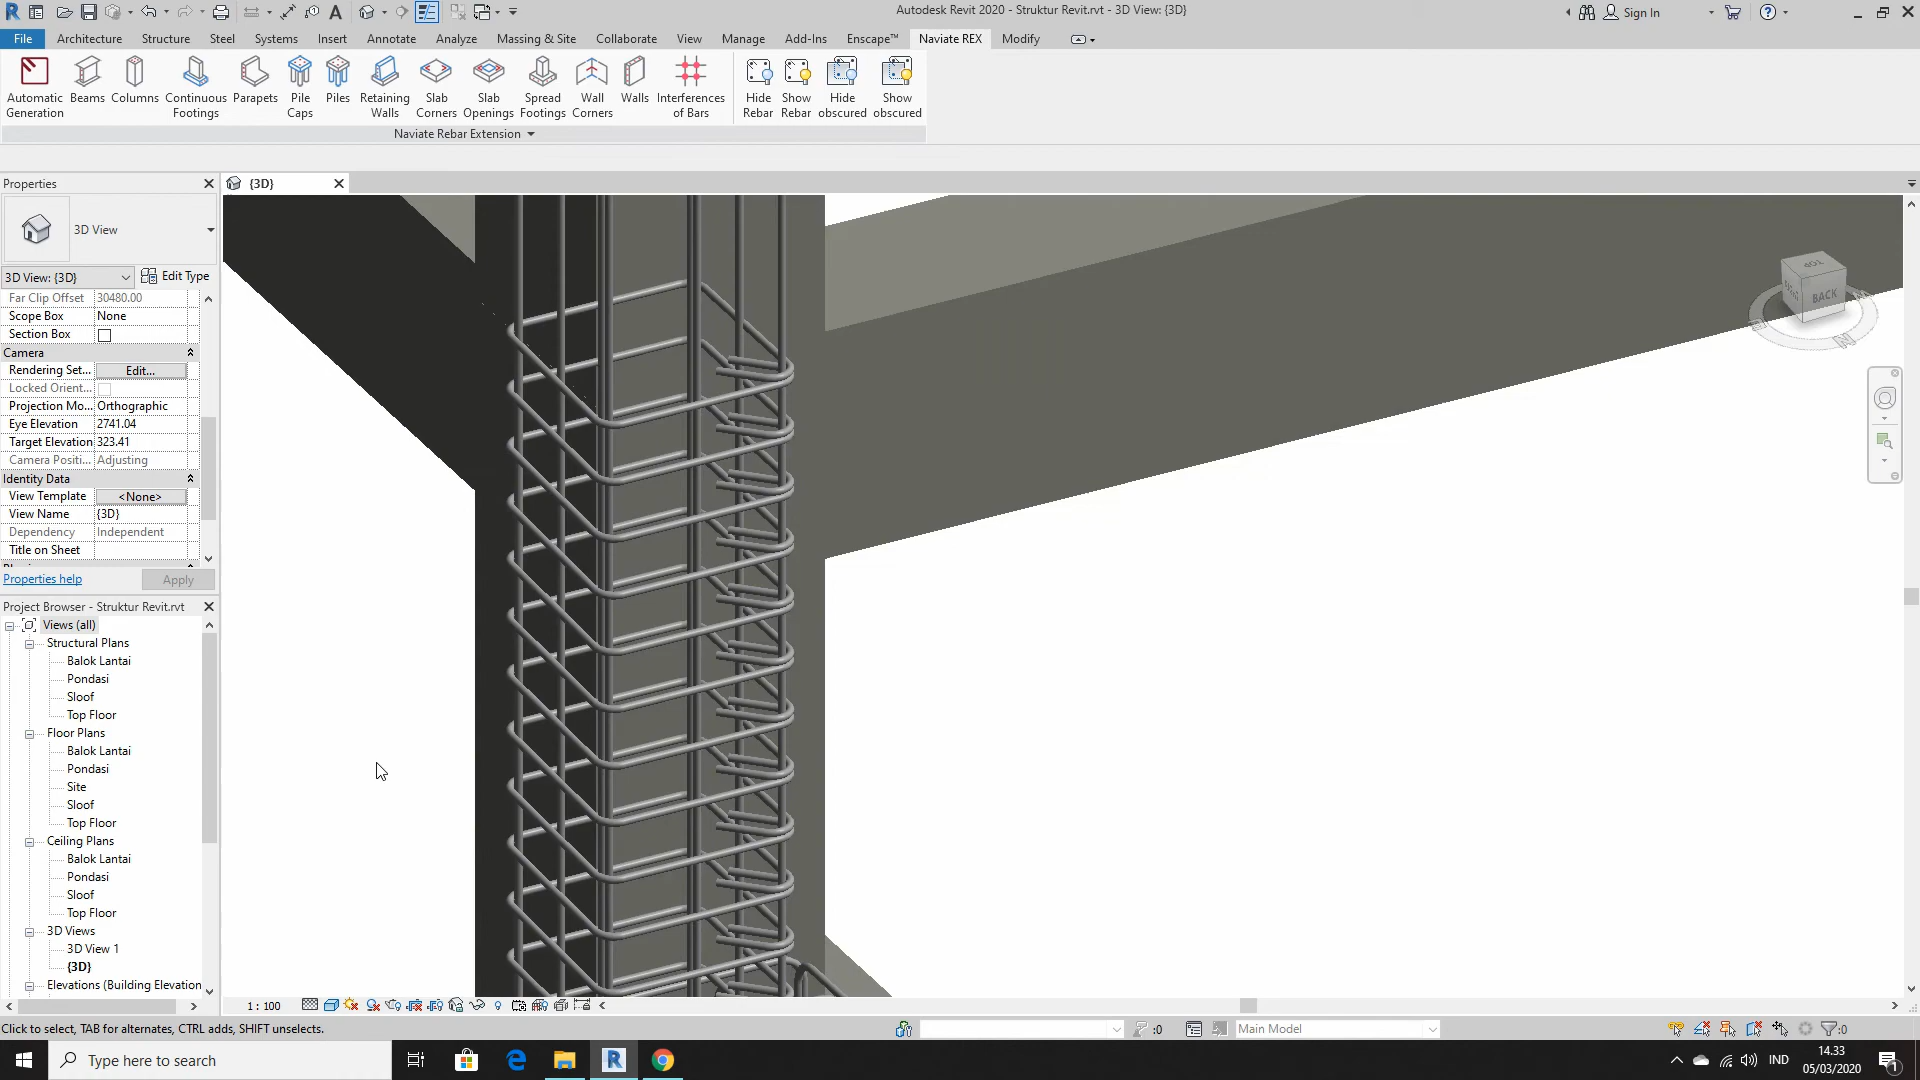 Autodesk Revit 2020 - Struktur Revit.rvt - 3D View: {3D}
Sign In
File Architecture Structure Steel Systems Insert Annotate Analyze Massing & Site Collaborate View Manage Add-Ins Enscape™ Naviate REX Modify
Automatic Generation
Beams
Columns
Continuous Footings
Parapets
Pile Caps
Piles
Retaining Walls
Slab Corners
Slab Openings
Spread Footings
Wall Corners
Walls
Interferences of Bars
Hide Rebar
Show Rebar
Hide obscured
Show obscured
Naviate Rebar Extension
Properties
{3D}
3D View
3D View: {3D}
Edit Type
Far Clip Offset 30480.00
Scope Box None
Section Box
Camera
Rendering Set... Edit...
Locked Orient...
Projection Mo... Orthographic
Eye Elevation 2741.04
Target Elevation 323.41
Camera Positi... Adjusting
Identity Data
View Template <None>
View Name {3D}
Dependency Independent
Title on Sheet
Properties help
Apply
Project Browser - Struktur Revit.rvt
Views (all)
Structural Plans
Balok Lantai
Pondasi
Sloof
Top Floor
Floor Plans
Balok Lantai
Pondasi
Site
Sloof
Top Floor
Ceiling Plans
Balok Lantai
Pondasi
Sloof
Top Floor
3D Views
3D View 1
{3D}
Elevations (Building Elevation
TOP
BACK
N
1 : 100
Click to select, TAB for alternates, CTRL adds, SHIFT unselects.
:0
Main Model
:0
Type here to search
IND
14.33
05/03/2020
1